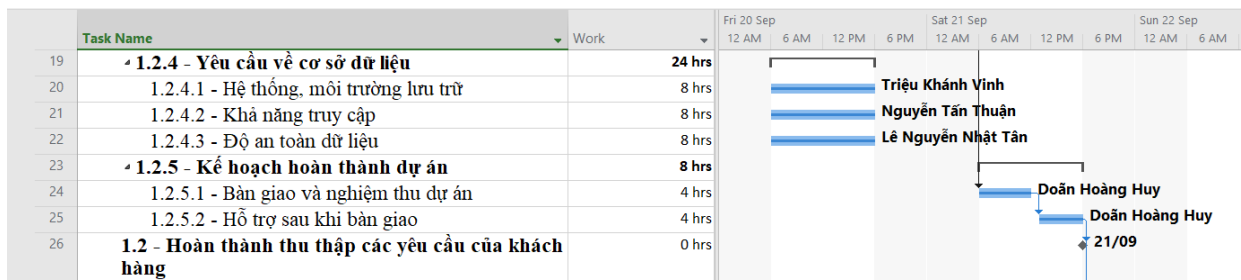 Fri 20 Sep Sat 21 Sep Sun 22 Sep
Task Name Work 12 AM 6 AM 12 PM 6 PM 12 AM 6 AM 12 PM 6 PM 12 AM 6 AM
19 1.2.4 - Yêu cầu về cơ sở dữ liệu 24 hrs
20 1.2.4.1 - Hệ thống, môi trường lưu trữ 8 hrs Triệu Khánh Vinh
21 1.2.4.2 - Khả năng truy cập 8 hrs Nguyễn Tấn Thuận
22 1.2.4.3 - Độ an toàn dữ liệu 8 hrs Lê Nguyễn Nhật Tân
23 1.2.5 - Kế hoạch hoàn thành dự án 8 hrs
24 1.2.5.1 - Bàn giao và nghiệm thu dự án 4 hrs Doãn Hoàng Huy
25 1.2.5.2 - Hỗ trợ sau khi bàn giao 4 hrs Doãn Hoàng Huy
26 1.2 - Hoàn thành thu thập các yêu cầu của khách 0 hrs 21/09
hàng